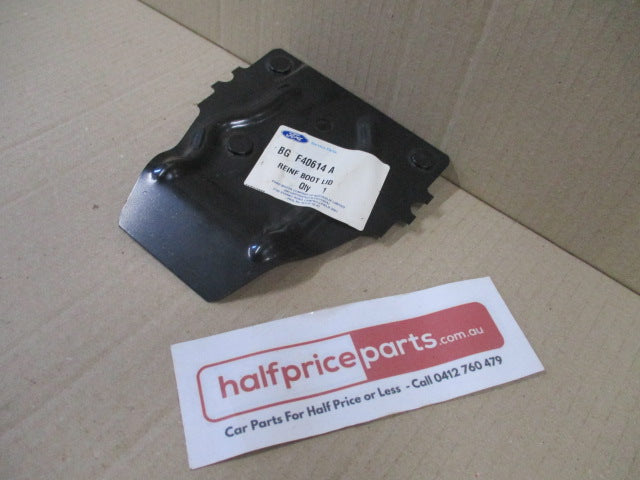 Ford
BG F40614 A
REINF BOOT LID
Qty 1
halfpriceparts.com.au
Car Parts For Half Price or Less - Call 0412 760 479